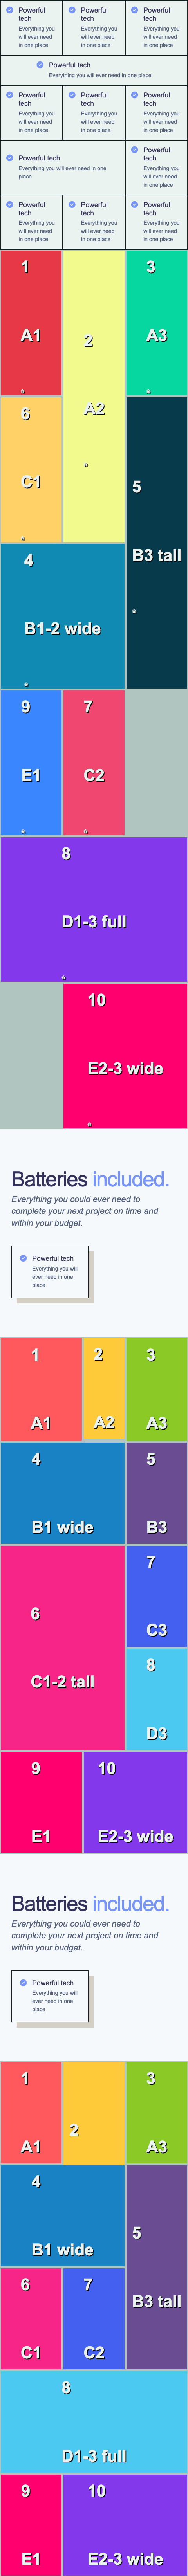 Powerful tech
Everything you will ever need in one place
Powerful tech
Everything you will ever need in one place
Powerful tech
Everything you will ever need in one place
Powerful tech
Everything you will ever need in one place
Powerful tech
Everything you will ever need in one place
Powerful tech
Everything you will ever need in one place
Powerful tech
Everything you will ever need in one place
Powerful tech
Everything you will ever need in one place
Powerful tech
Everything you will ever need in one place
Powerful tech
Everything you will ever need in one place
Powerful tech
Everything you will ever need in one place
Powerful tech
Everything you will ever need in one place
1
A1
2
A2
3
A3
6
C1
5
B3 tall
4
B1-2 wide
9
E1
7
C2
8
D1-3 full
10
E2-3 wide
Batteries included.
Everything you could ever need to
complete your next project on time and
within your budget.
Powerful tech
Everything you will
ever need in one
place
1
A1
2
A2
3
A3
4
B1 wide
5
B3
6
C1-2 tall
7
C3
8
D3
9
E1
10
E2-3 wide
Batteries included.
Everything you could ever need to
complete your next project on time and
within your budget.
Powerful tech
Everything you will
ever need in one
place
1
A1
2
3
A3
4
B1 wide
5
B3 tall
6
C1
7
C2
8
D1-3 full
9
E1
10
E2-3 wide